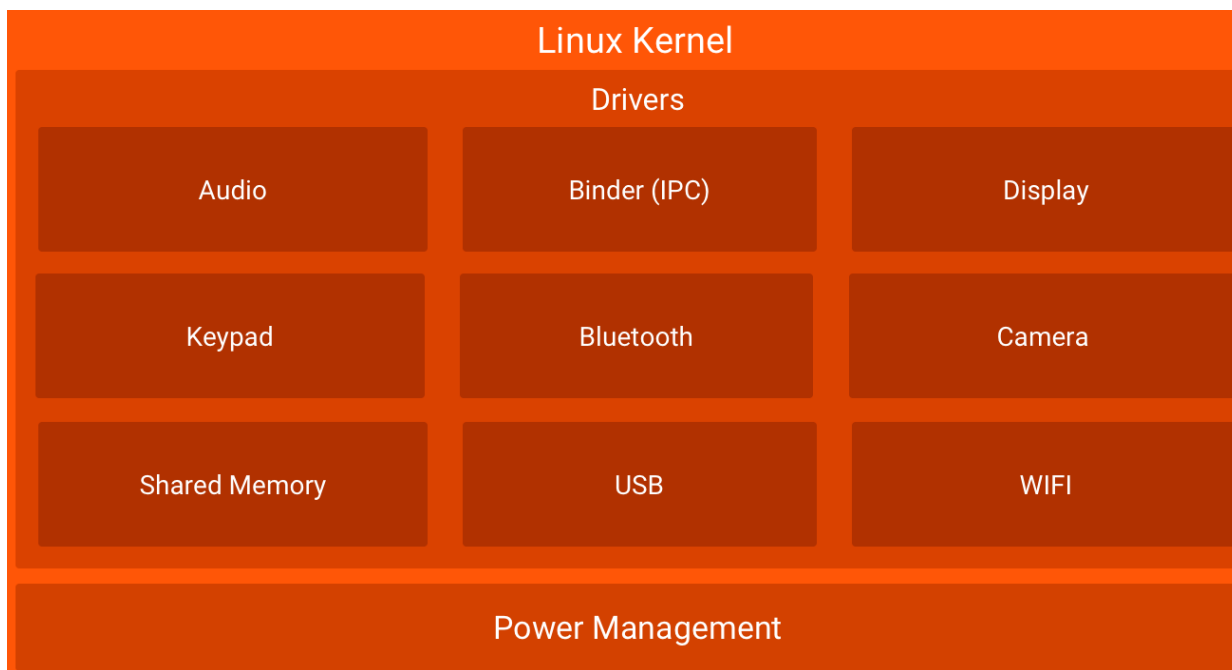 Linux Kernel
Drivers
Audio
Binder (IPC)
Display
Keypad
Bluetooth
Camera
Shared Memory
USB
WIFI
Power Management